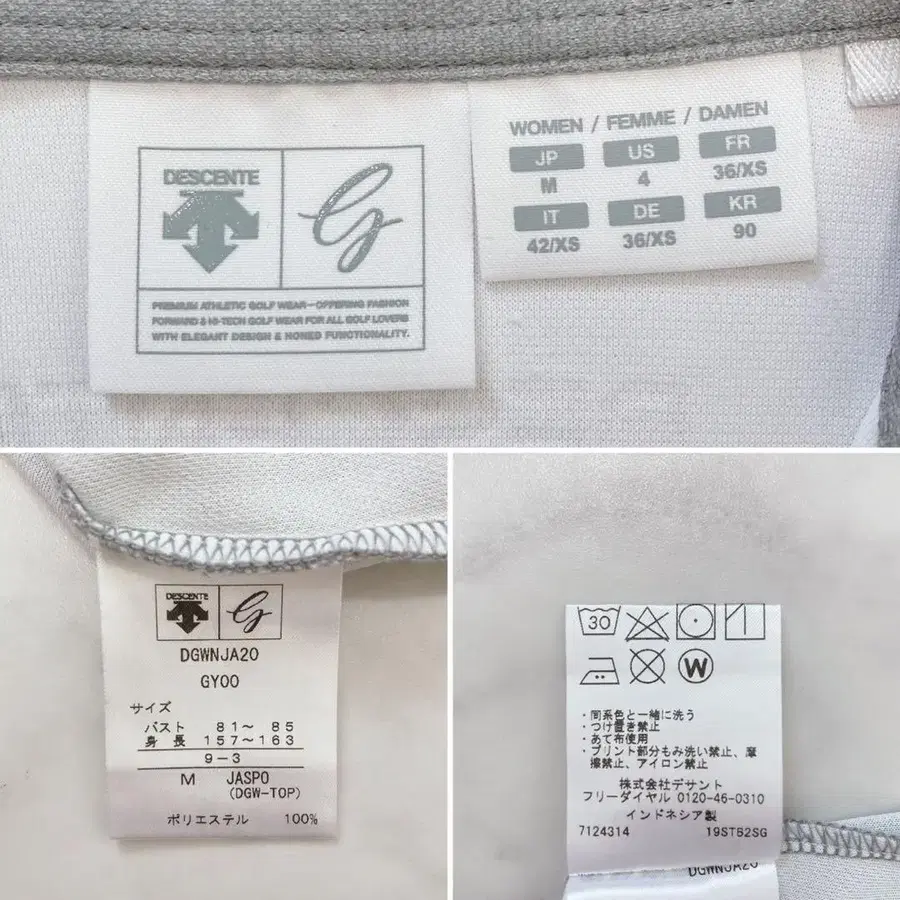 DESCENTE
PREMIUM ATHLETIC GOLF WEAR—OFFERING FASHION
FORWARD & HI-TECH GOLF WEAR FOR ALL GOLF LOVERS
WITH ELEGANT DESIGN & HONED FUNCTIONALITY.
WOMEN / FEMME / DAMEN
JP US FR
M 4 36/XS
IT DE KR
42/XS 36/XS 90
DESCENTE
DGWNJA20
GY00
サイズ
バスト 81〜 85
身 長 157〜163
9-3
M JASPO
(DGW-TOP)
ポリエステル 100%
30
W
・同系色と一緒に洗う
・つけ置き禁止
・あて布使用
・プリント部分もみ洗い禁止、摩
擦禁止、アイロン禁止
株式会社デサント
フリーダイヤル 0120-46-0310
インドネシア製
7124314 19ST52SG
DGWNJA20